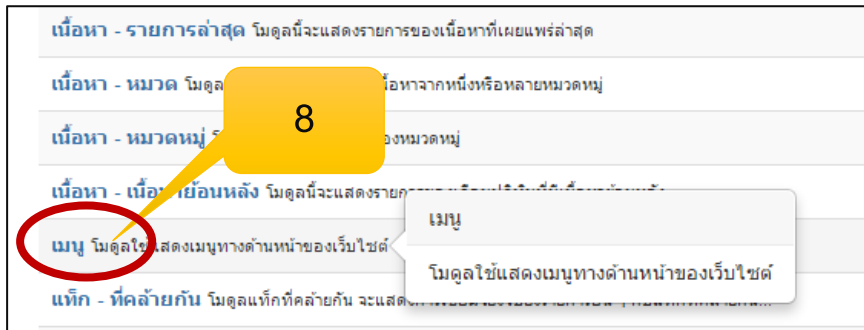 เนื้อหา - รายการล่าสุด โมดูลนี้จะแสดงรายการของเนื้อหาที่เผยแพร่ล่าสุด
เนื้อหา - หมวด โมดูล เนื้อหาจากหนึ่งหรือหลายหมวดหมู่
8
เนื้อหา - หมวดหมู่ ของหมวดหมู่
เนื้อหา - เนื้อหาย้อนหลัง โมดูลนี้จะแสดงรายการ
เมนู โมดูลใช้แสดงเมนูทางด้านหน้าของเว็บไซต์
เมนู
โมดูลใช้แสดงเมนูทางด้านหน้าของเว็บไซต์
แท็ก - ที่คล้ายกัน โมดูลแท็กที่คล้ายกัน จะแสดง